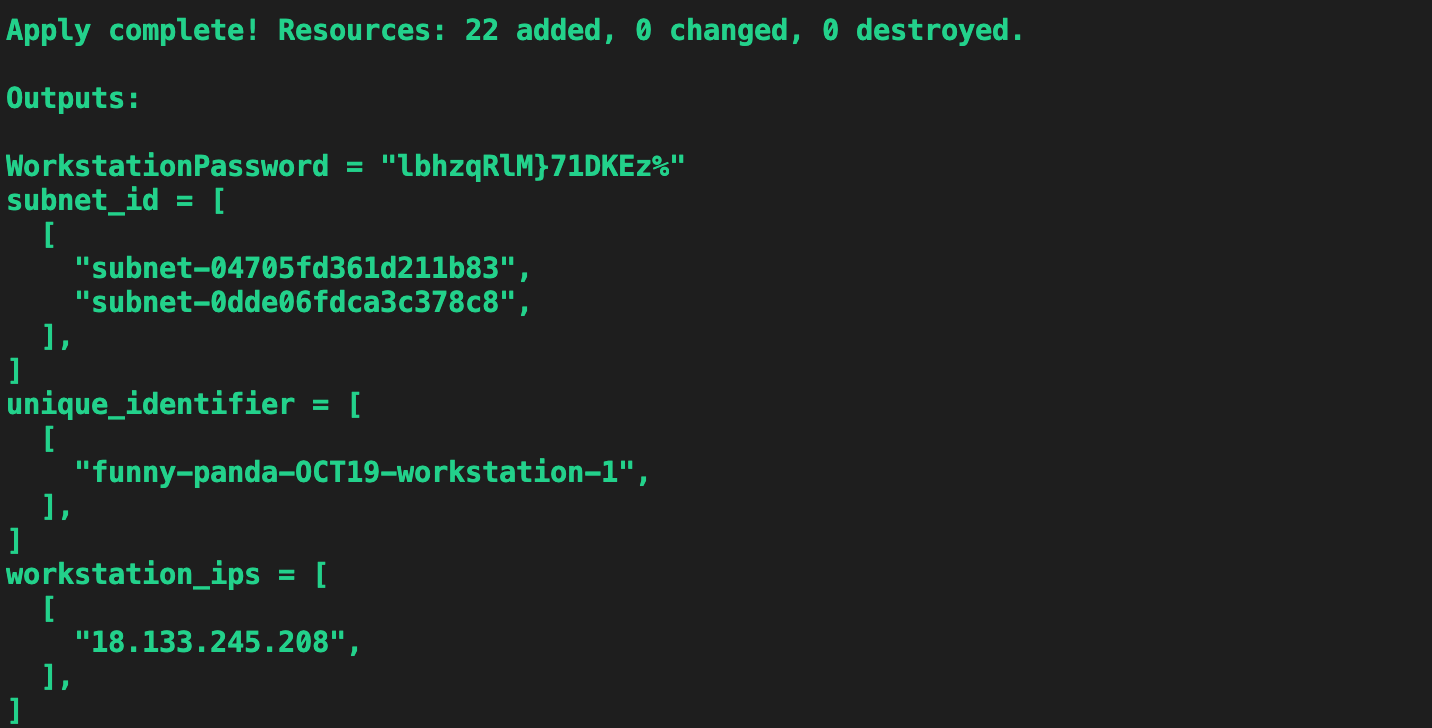 Apply complete! Resources: 22 added, 0 changed, 0 destroyed.
Outputs:
WorkstationPassword = "lbhzqRlM}71DKEz%"
subnet_id = [
  [
    "subnet-04705fd361d211b83",
    "subnet-0dde06fdca3c378c8",
  ],
]
unique_identifier = [
  [
    "funny-panda-OCT19-workstation-1",
  ],
]
workstation_ips = [
  [
    "18.133.245.208",
  ],
]